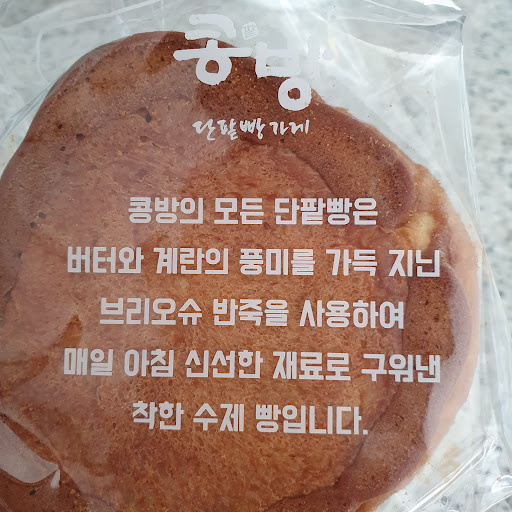 콩방
단팥빵가게
콩방의 모든 단팥빵은
버터와 계란의 풍미를 가득 지닌
브리오슈 반죽을 사용하여
매일 아침 신선한 재료로 구워낸
착한 수제 빵입니다.